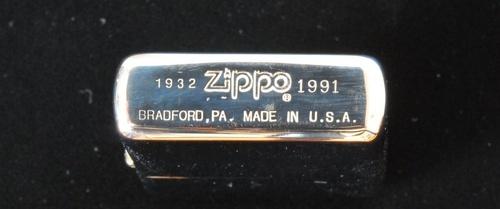 1932 Zippo ® 1991
BRADFORD,PA. MADE IN U.S.A.